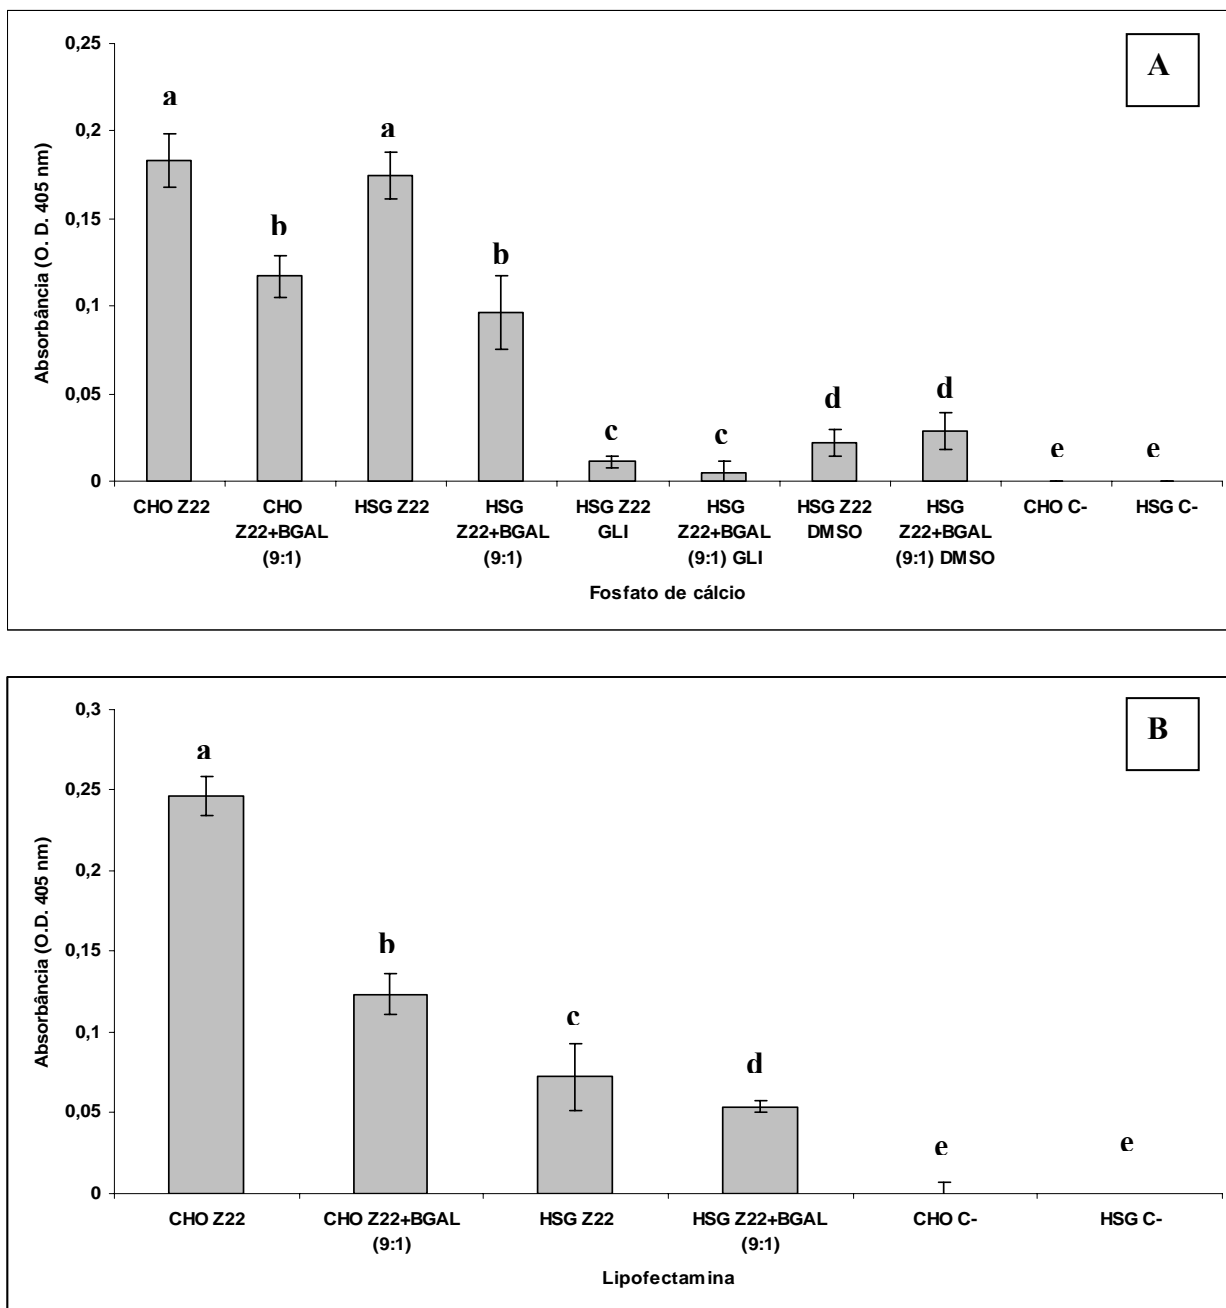 A
0,25
0,2
0,15
0,1
0,05
0
Absorbância (O. D. 405 nm)
a
b
a
b
c
c
d
d
e
e
CHO Z22
CHO Z22+BGAL (9:1)
HSG Z22
HSG Z22+BGAL (9:1)
HSG Z22 GLI
HSG Z22+BGAL (9:1) GLI
HSG Z22 DMSO
HSG Z22+BGAL (9:1) DMSO
CHO C-
HSG C-
Fosfato de cálcio
B
0,3
0,25
0,2
0,15
0,1
0,05
0
Absorbância (O.D. 405 nm)
a
b
c
d
e
e
CHO Z22
CHO Z22+BGAL (9:1)
HSG Z22
HSG Z22+BGAL (9:1)
CHO C-
HSG C-
Lipofectamina